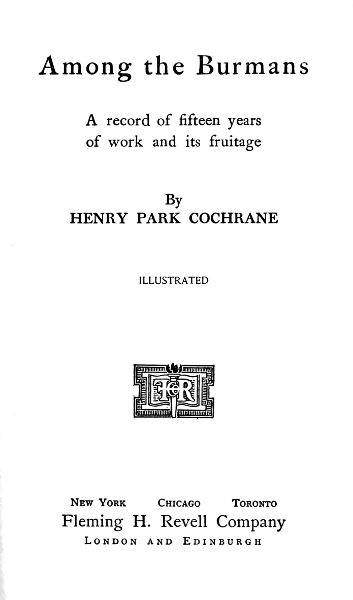 Among the Burmans
A record of fifteen years
of work and its fruitage
By
HENRY PARK COCHRANE
ILLUSTRATED
F H R
NEW YORK CHICAGO TORONTO
Fleming H. Revell Company
LONDON AND EDINBURGH